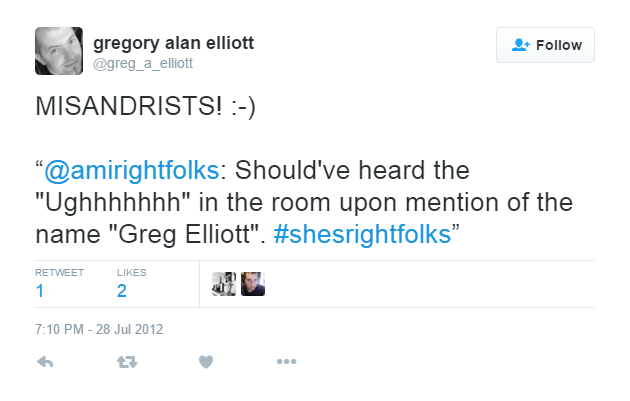 gregory alan elliott
@greg_a_elliott
Follow
MISANDRISTS! :-)
“@amirightfolks: Should've heard the
"Ughhhhhhh" in the room upon mention of the
name "Greg Elliott". #shesrightfolks”
RETWEET LIKES
1 2
7:10 PM - 28 Jul 2012